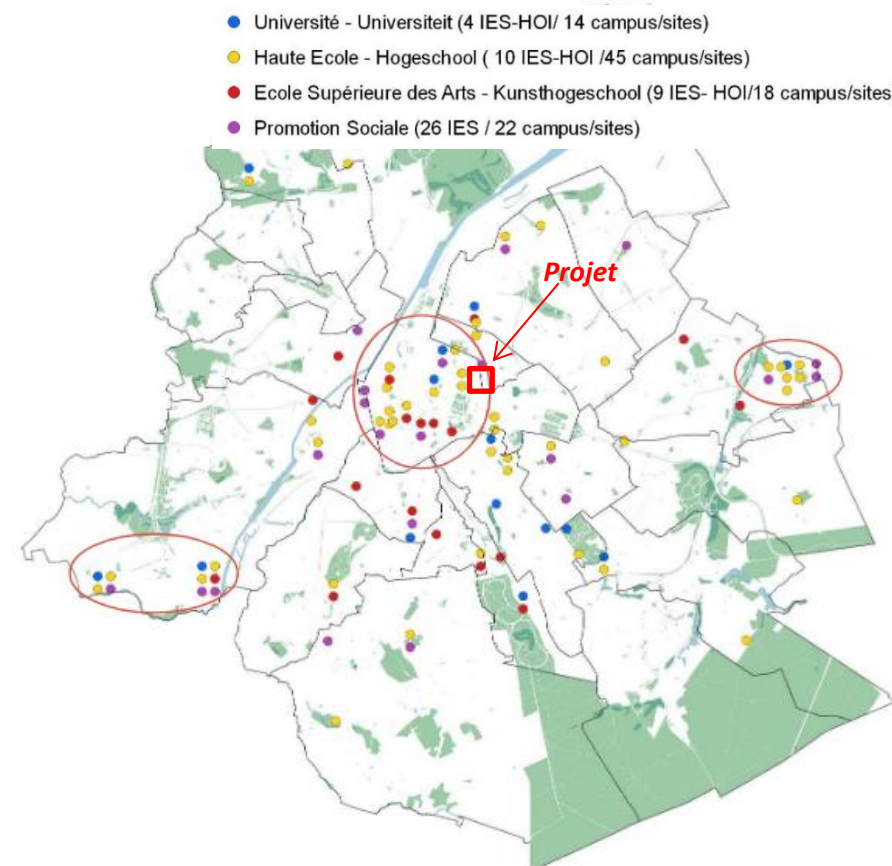 Université - Universiteit (4 IES-HOI/ 14 campus/sites)
Haute Ecole - Hogeschool ( 10 IES-HOI /45 campus/sites)
Ecole Supérieure des Arts - Kunsthogeschool (9 IES- HOI/18 campus/sites
Promotion Sociale (26 IES / 22 campus/sites)
Projet